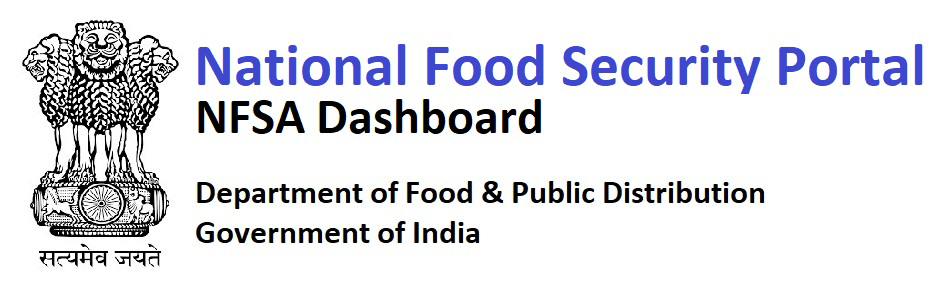 National Food Security Portal
NFSA Dashboard
Department of Food & Public Distribution
Government of India
सत्यमेव जयते